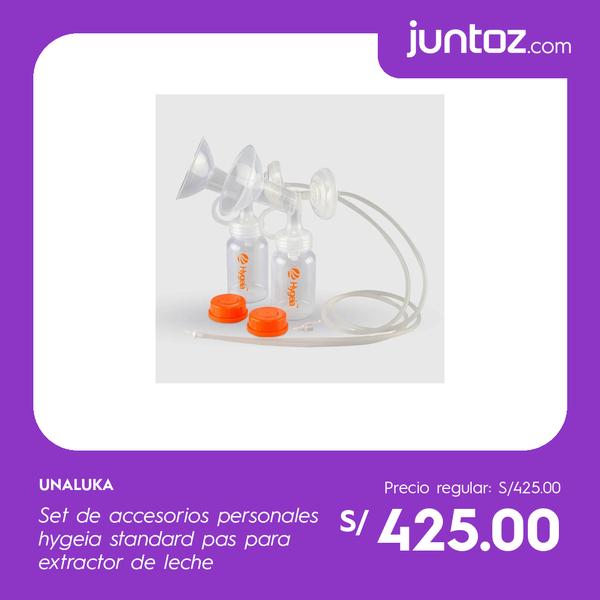 juntoz.com
Hygeia
Hygeia
UNALUKA
Precio regular: S/425.00
Set de accesorios personales
hygeia standard pas para
extractor de leche
S/ 425.00